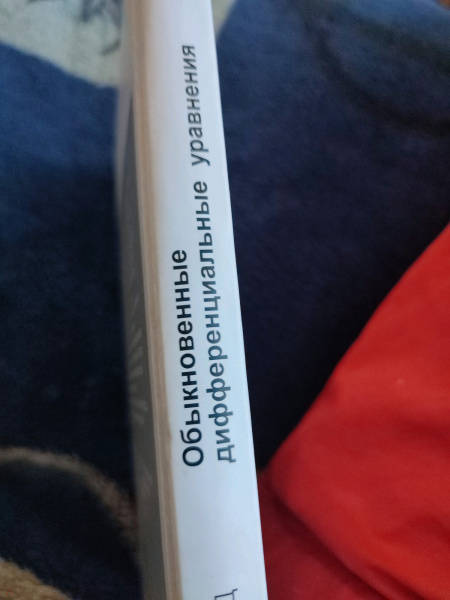 Обыкновенные
дифференциальные уравнения